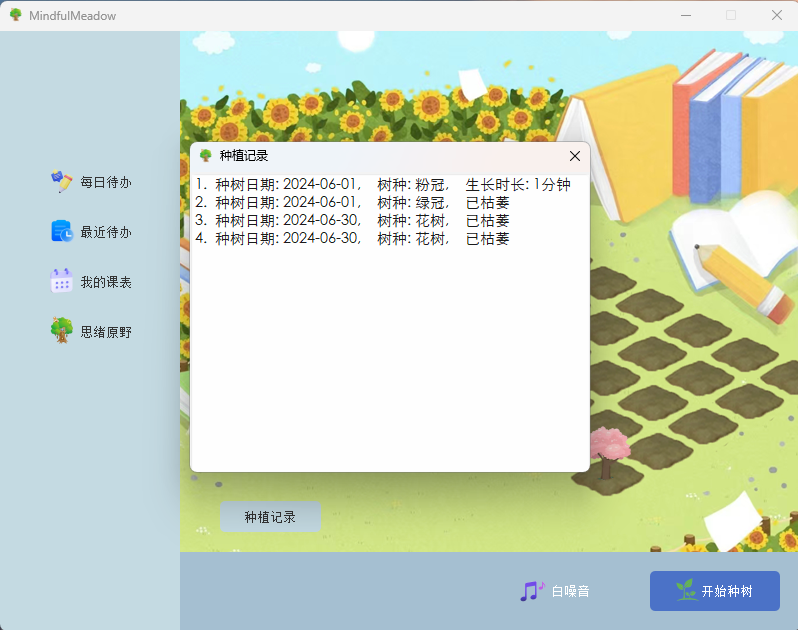 MindfulMeadow
每日待办
最近待办
我的课表
思绪原野
种植记录
1. 种树日期: 2024-06-01, 树种: 粉冠, 生长时长: 1分钟
2. 种树日期: 2024-06-01, 树种: 绿冠, 已枯萎
3. 种树日期: 2024-06-30, 树种: 花树, 已枯萎
4. 种树日期: 2024-06-30, 树种: 花树, 已枯萎
种植记录
白噪音
开始种树